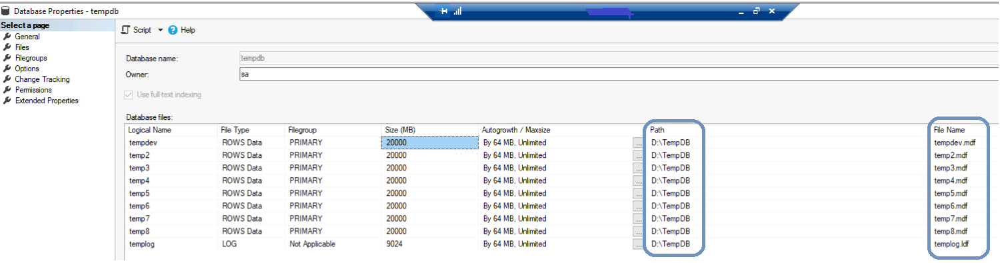 Database Properties - tempdb
Select a page
General
Files
Filegroups
Options
Change Tracking
Permissions
Extended Properties
Script Help
Database name: tempdb
Owner: sa
Use full-text indexing
Database files:
Logical Name File Type Filegroup Size (MB) Autogrowth / Maxsize Path File Name
tempdev ROWS Data PRIMARY 20000 By 64 MB, Unlimited ... D:\TempDB tempdev.mdf
temp2 ROWS Data PRIMARY 20000 By 64 MB, Unlimited ... D:\TempDB temp2.mdf
temp3 ROWS Data PRIMARY 20000 By 64 MB, Unlimited ... D:\TempDB temp3.mdf
temp4 ROWS Data PRIMARY 20000 By 64 MB, Unlimited ... D:\TempDB temp4.mdf
temp5 ROWS Data PRIMARY 20000 By 64 MB, Unlimited ... D:\TempDB temp5.mdf
temp6 ROWS Data PRIMARY 20000 By 64 MB, Unlimited ... D:\TempDB temp6.mdf
temp7 ROWS Data PRIMARY 20000 By 64 MB, Unlimited ... D:\TempDB temp7.mdf
temp8 ROWS Data PRIMARY 20000 By 64 MB, Unlimited ... D:\TempDB temp8.mdf
templog LOG Not Applicable 9024 By 64 MB, Unlimited ... D:\TempDB templog.ldf